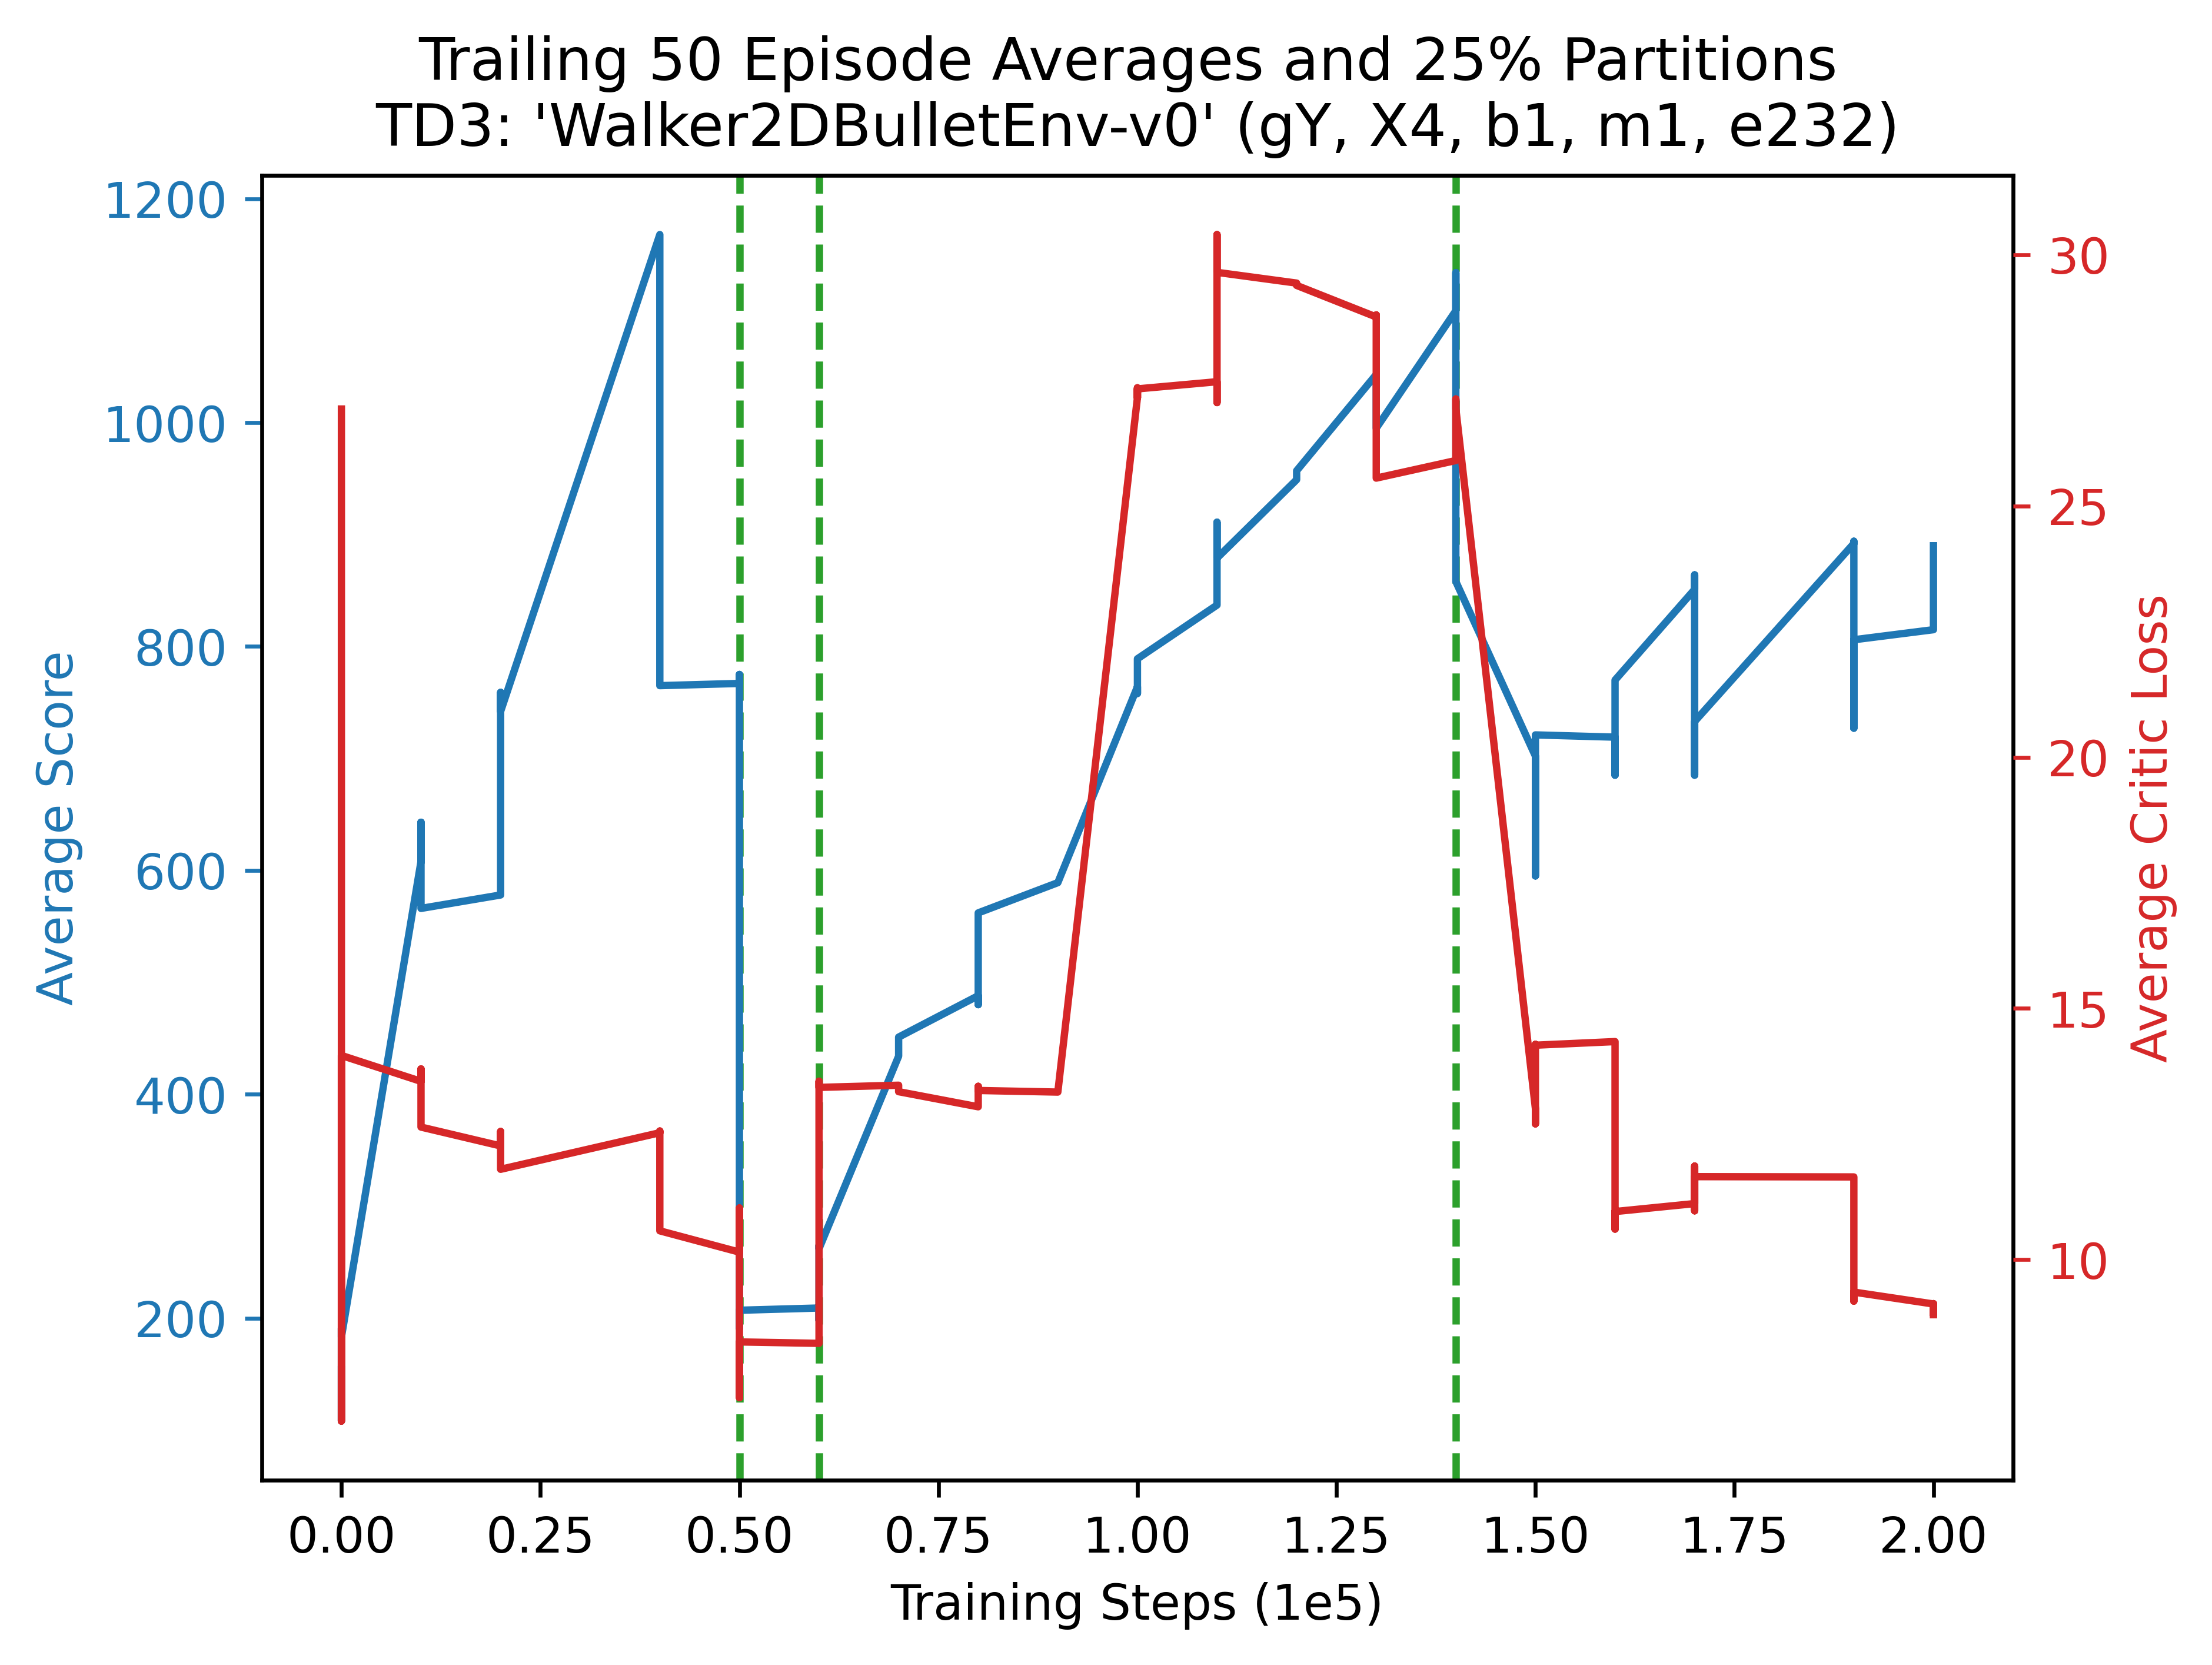 Trailing 50 Episode Averages and 25% Partitions
TD3: 'Walker2DBulletEnv-v0' (gY, X4, b1, m1, e232)
1200
1000
800
600
400
200
Average Score
30
25
20
15
10
Average Critic Loss
0.00 0.25 0.50 0.75 1.00 1.25 1.50 1.75 2.00
Training Steps (1e5)